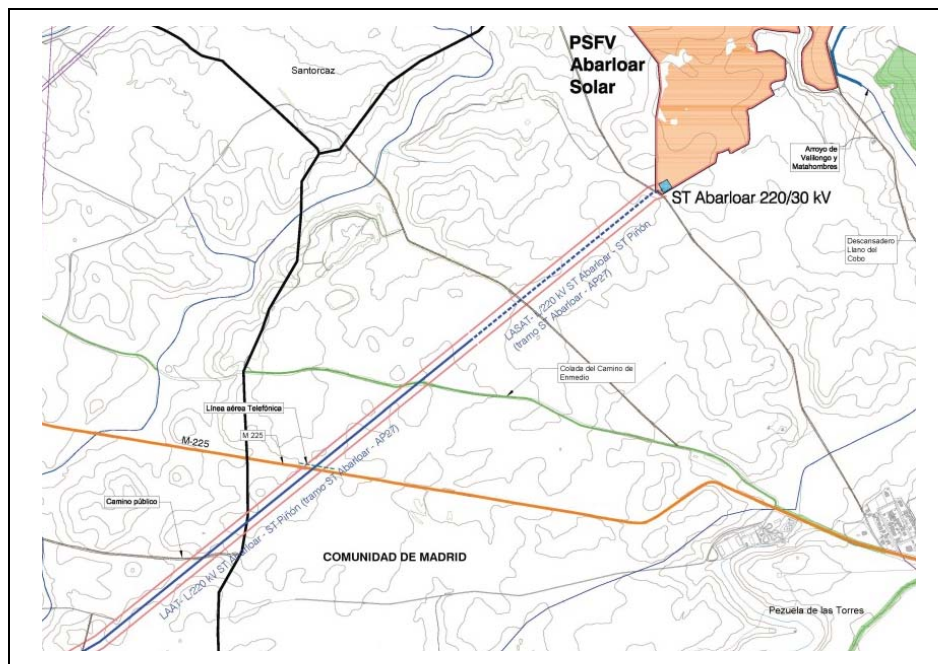 PSFV
Abarloar
Solar
Santorcaz
Arroyo de
Valilongo y
Matahombres
ST Abarloar 220/30 kV
Descansadero
Llano del
Cobo
LASAT- L/220 kV ST Abarloar - ST Piñón
(tramo ST Abarloar - AP27)
Colada del Camino de
Enmedio
Línea aérea Telefónica
M-225
M 225
Camino público
LAAT- L/220 kV ST Abarloar - ST Piñón (tramo ST Abarloar - AP27)
COMUNIDAD DE MADRID
Pezuela de las Torres